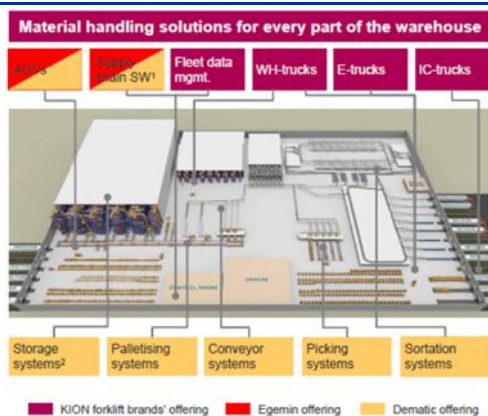 Material handling solutions for every part of the warehouse
AGVs
Supply
chain SW¹
Fleet data
mgmt.
WH-trucks
E-trucks
IC-trucks
CONTROL ROOM
OFFICES
Storage
systems²
Palletising
systems
Conveyor
systems
Picking
systems
Sortation
systems
KION forklift brands' offering
Egemin offering
Dematic offering